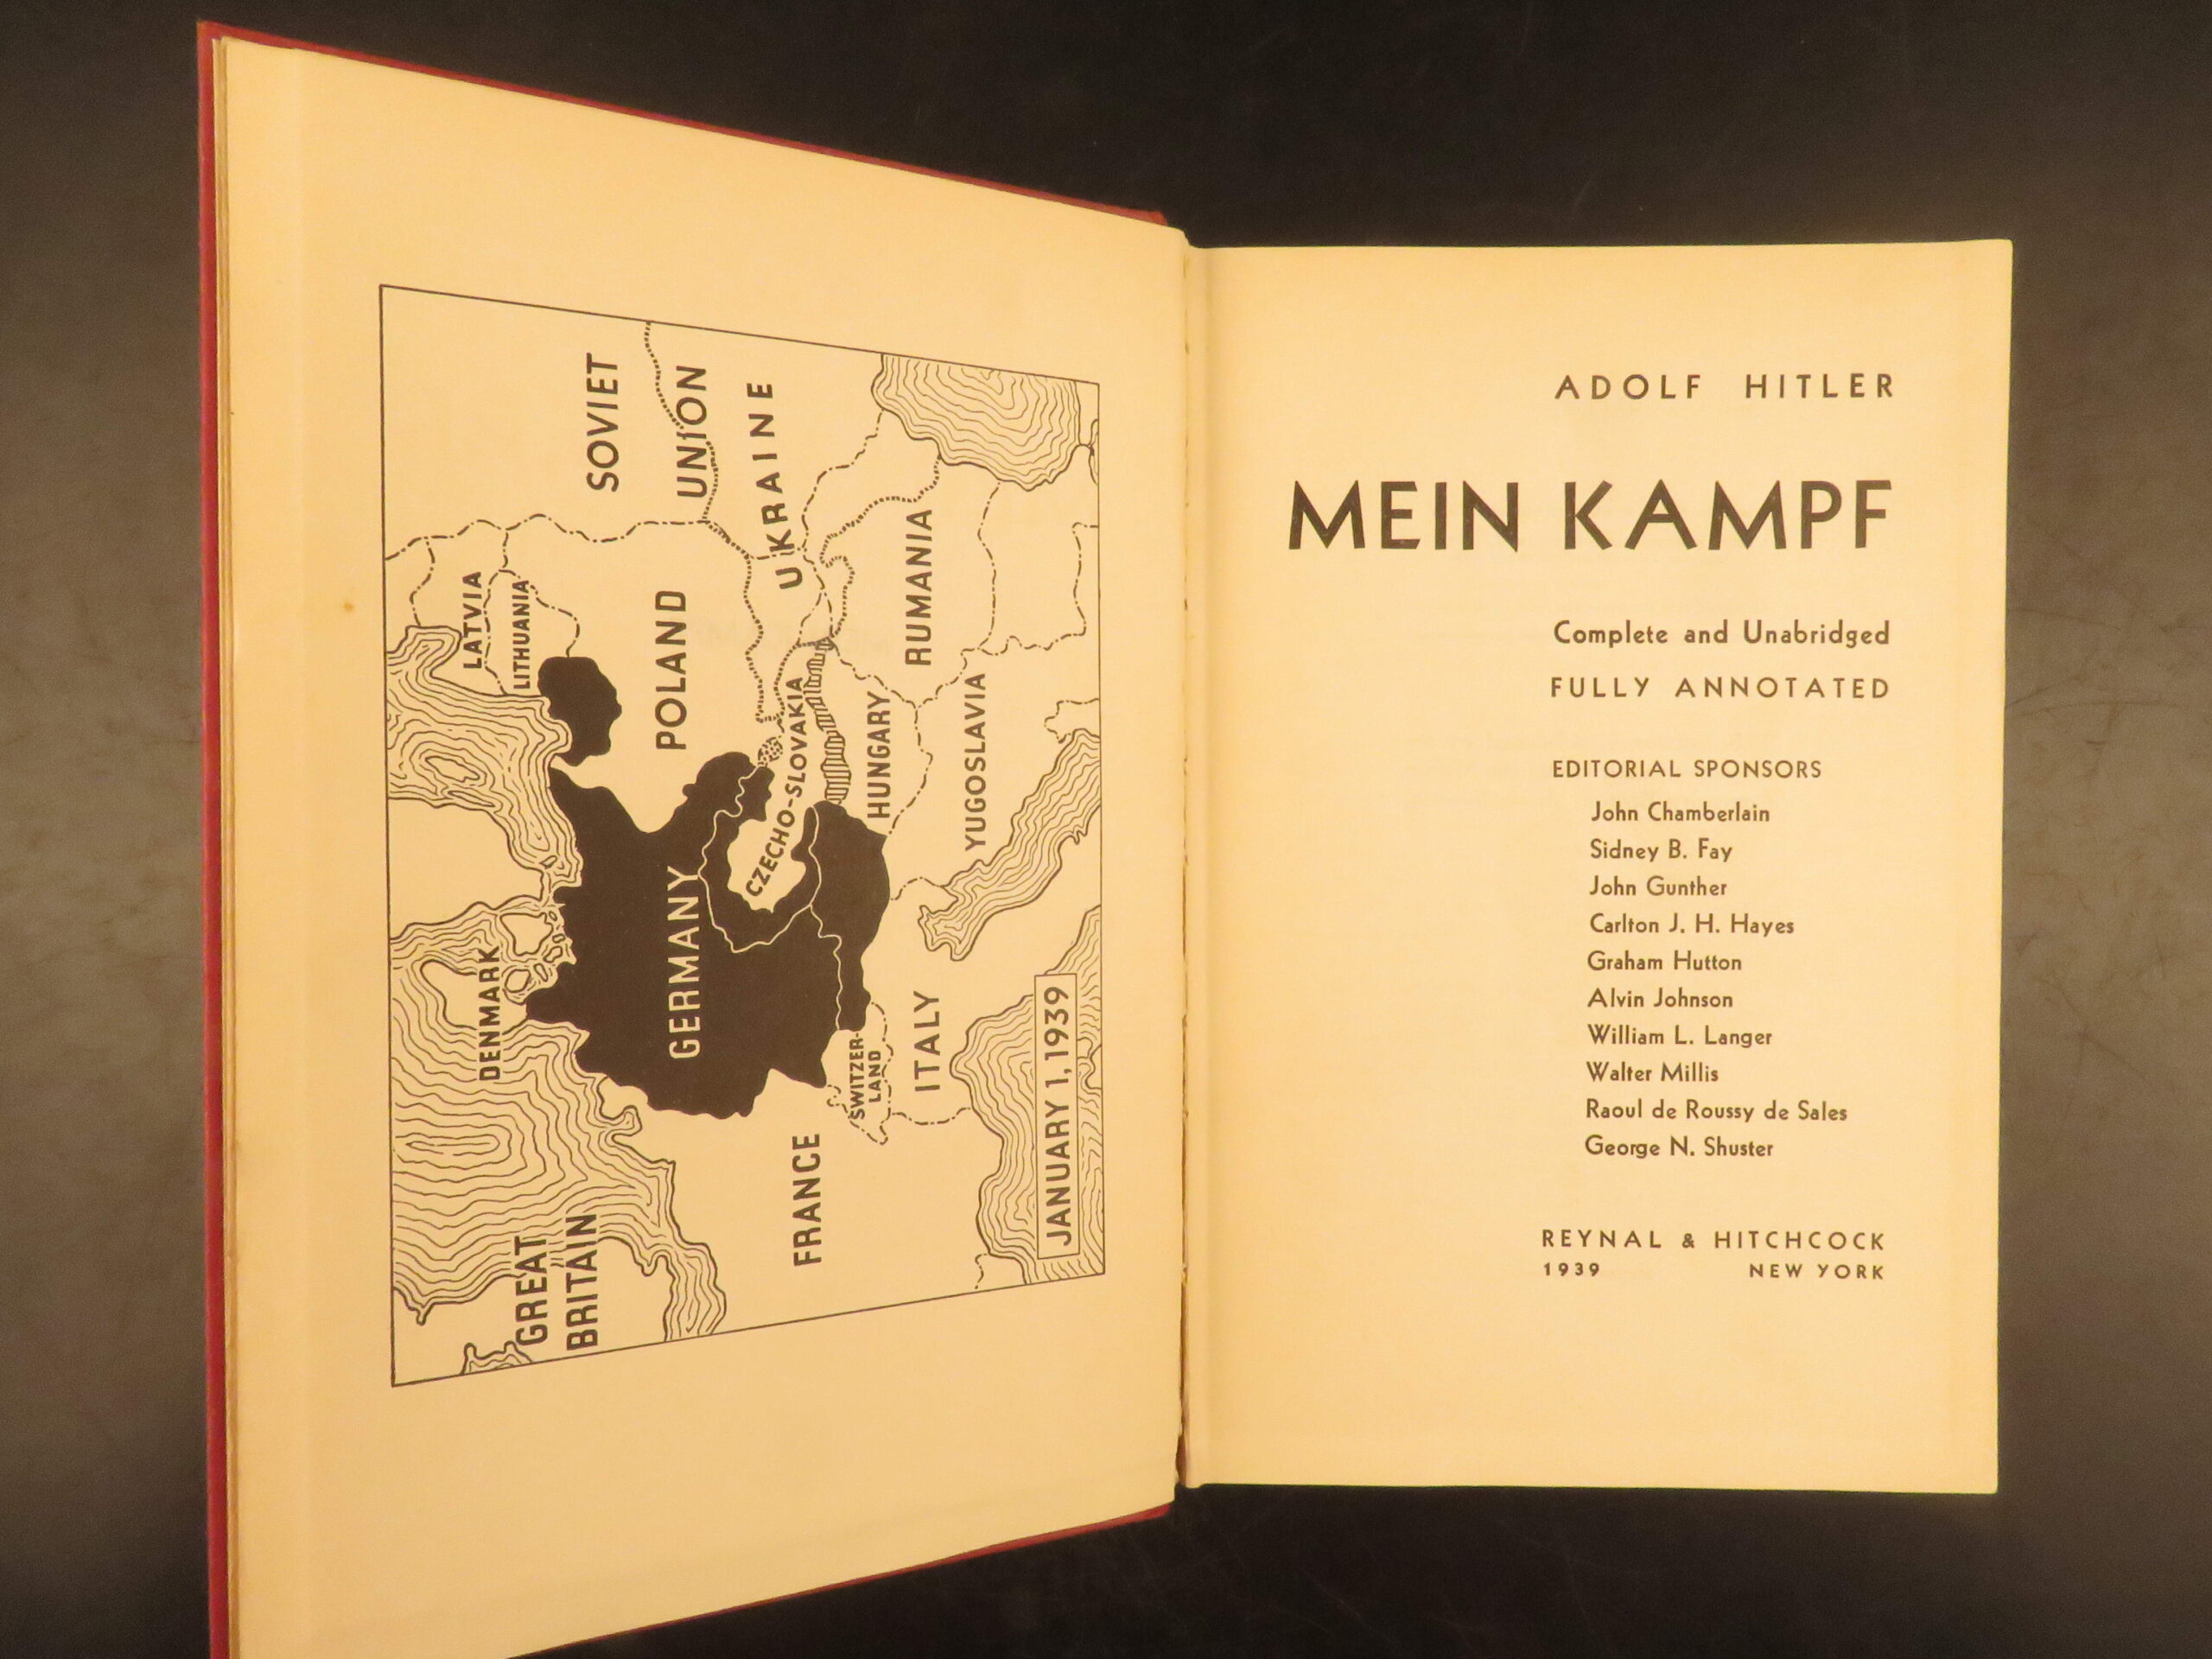 SOVIET
UNION
UKRAINE
LATVIA
LITHUANIA
POLAND
RUMANIA
CZECHO-SLOVAKIA
HUNGARY
YUGOSLAVIA
GERMANY
DENMARK
SWITZER-
LAND
ITALY
FRANCE
GREAT
BRITAIN
JANUARY 1, 1939
ADOLF HITLER
MEIN KAMPF
Complete and Unabridged
FULLY ANNOTATED
EDITORIAL SPONSORS
John Chamberlain
Sidney B. Fay
John Gunther
Carlton J. H. Hayes
Graham Hutton
Alvin Johnson
William L. Langer
Walter Millis
Raoul de Roussy de Sales
George N. Shuster
REYNAL & HITCHCOCK
1939 NEW YORK